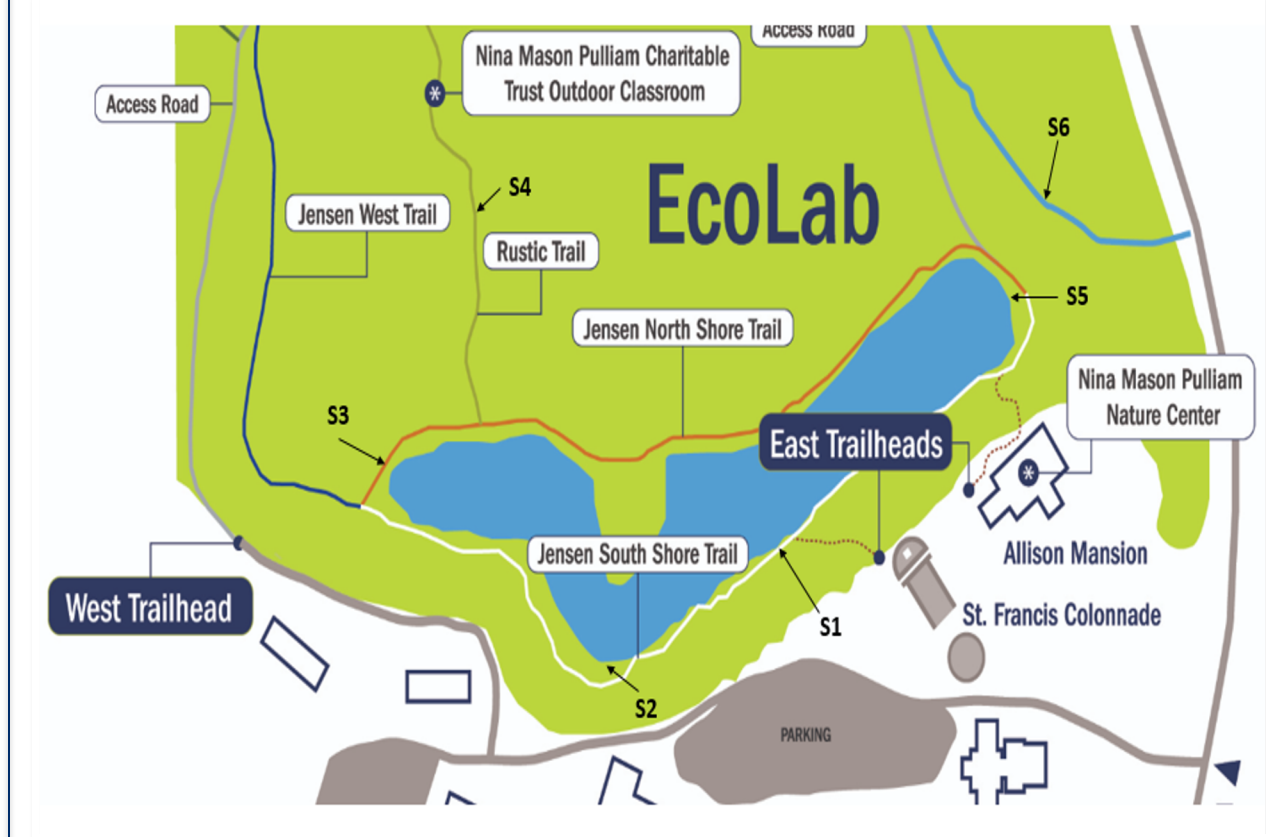 Access Road
Nina Mason Pulliam Charitable
Trust Outdoor Classroom
*
Access Road
S6
EcoLab
S4
Jensen West Trail
Rustic Trail
S5
Jensen North Shore Trail
Nina Mason Pulliam
Nature Center
S3
East Trailheads
*
Jensen South Shore Trail
Allison Mansion
West Trailhead
St. Francis Colonnade
S1
S2
PARKING